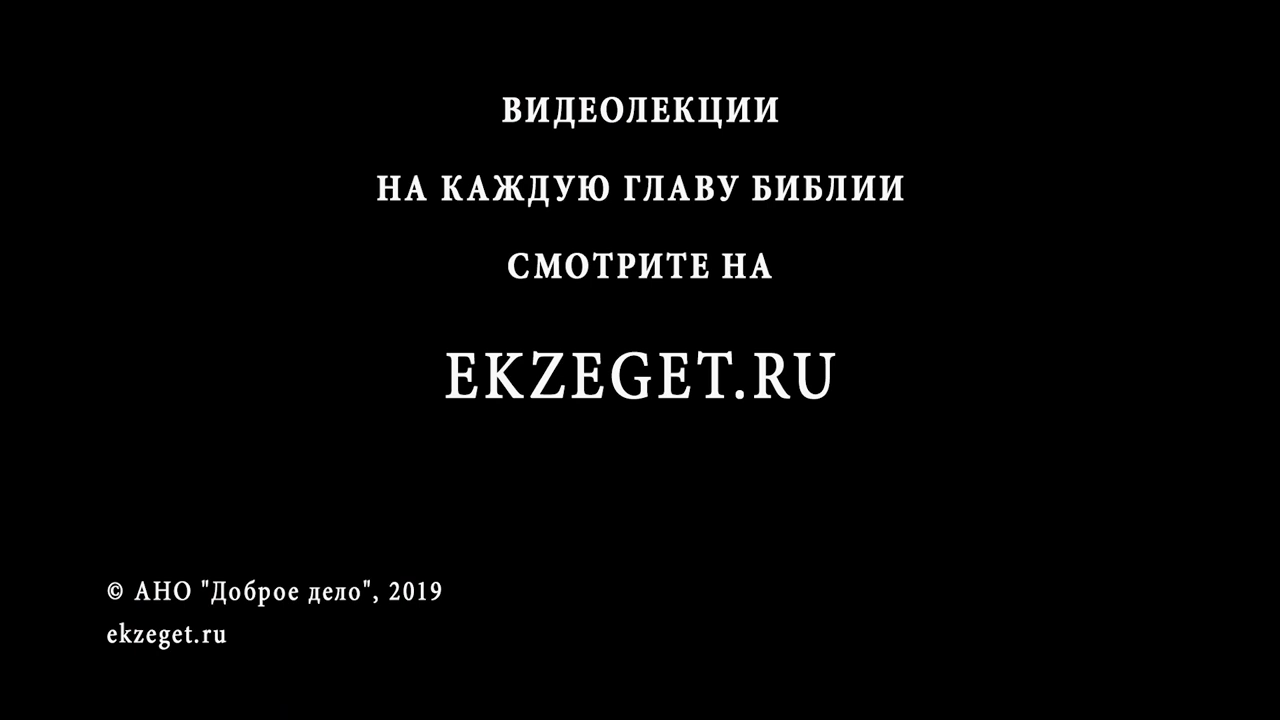 ВИДЕОЛЕКЦИИ
НА КАЖДУЮ ГЛАВУ БИБЛИИ
СМОТРИТЕ НА
EKZEGET.RU
© АНО "Доброе дело", 2019
ekzeget.ru